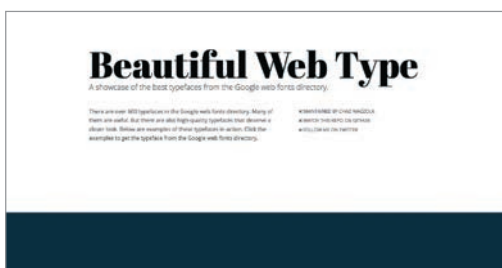 Beautiful Web Type
A showcase of the best typefaces from the Google web fonts directory.
There are over 600 typefaces in the Google web fonts directory. Many of
them are awful. But there are also high-quality typefaces that deserve a
closer look. Below are examples of these typefaces in action. Click the
examples to get the typeface from the Google web fonts directory.
MAINTAINED BY CHAD MAZZOLA
WATCH THIS REPO ON GITHUB
FOLLOW ME ON TWITTER